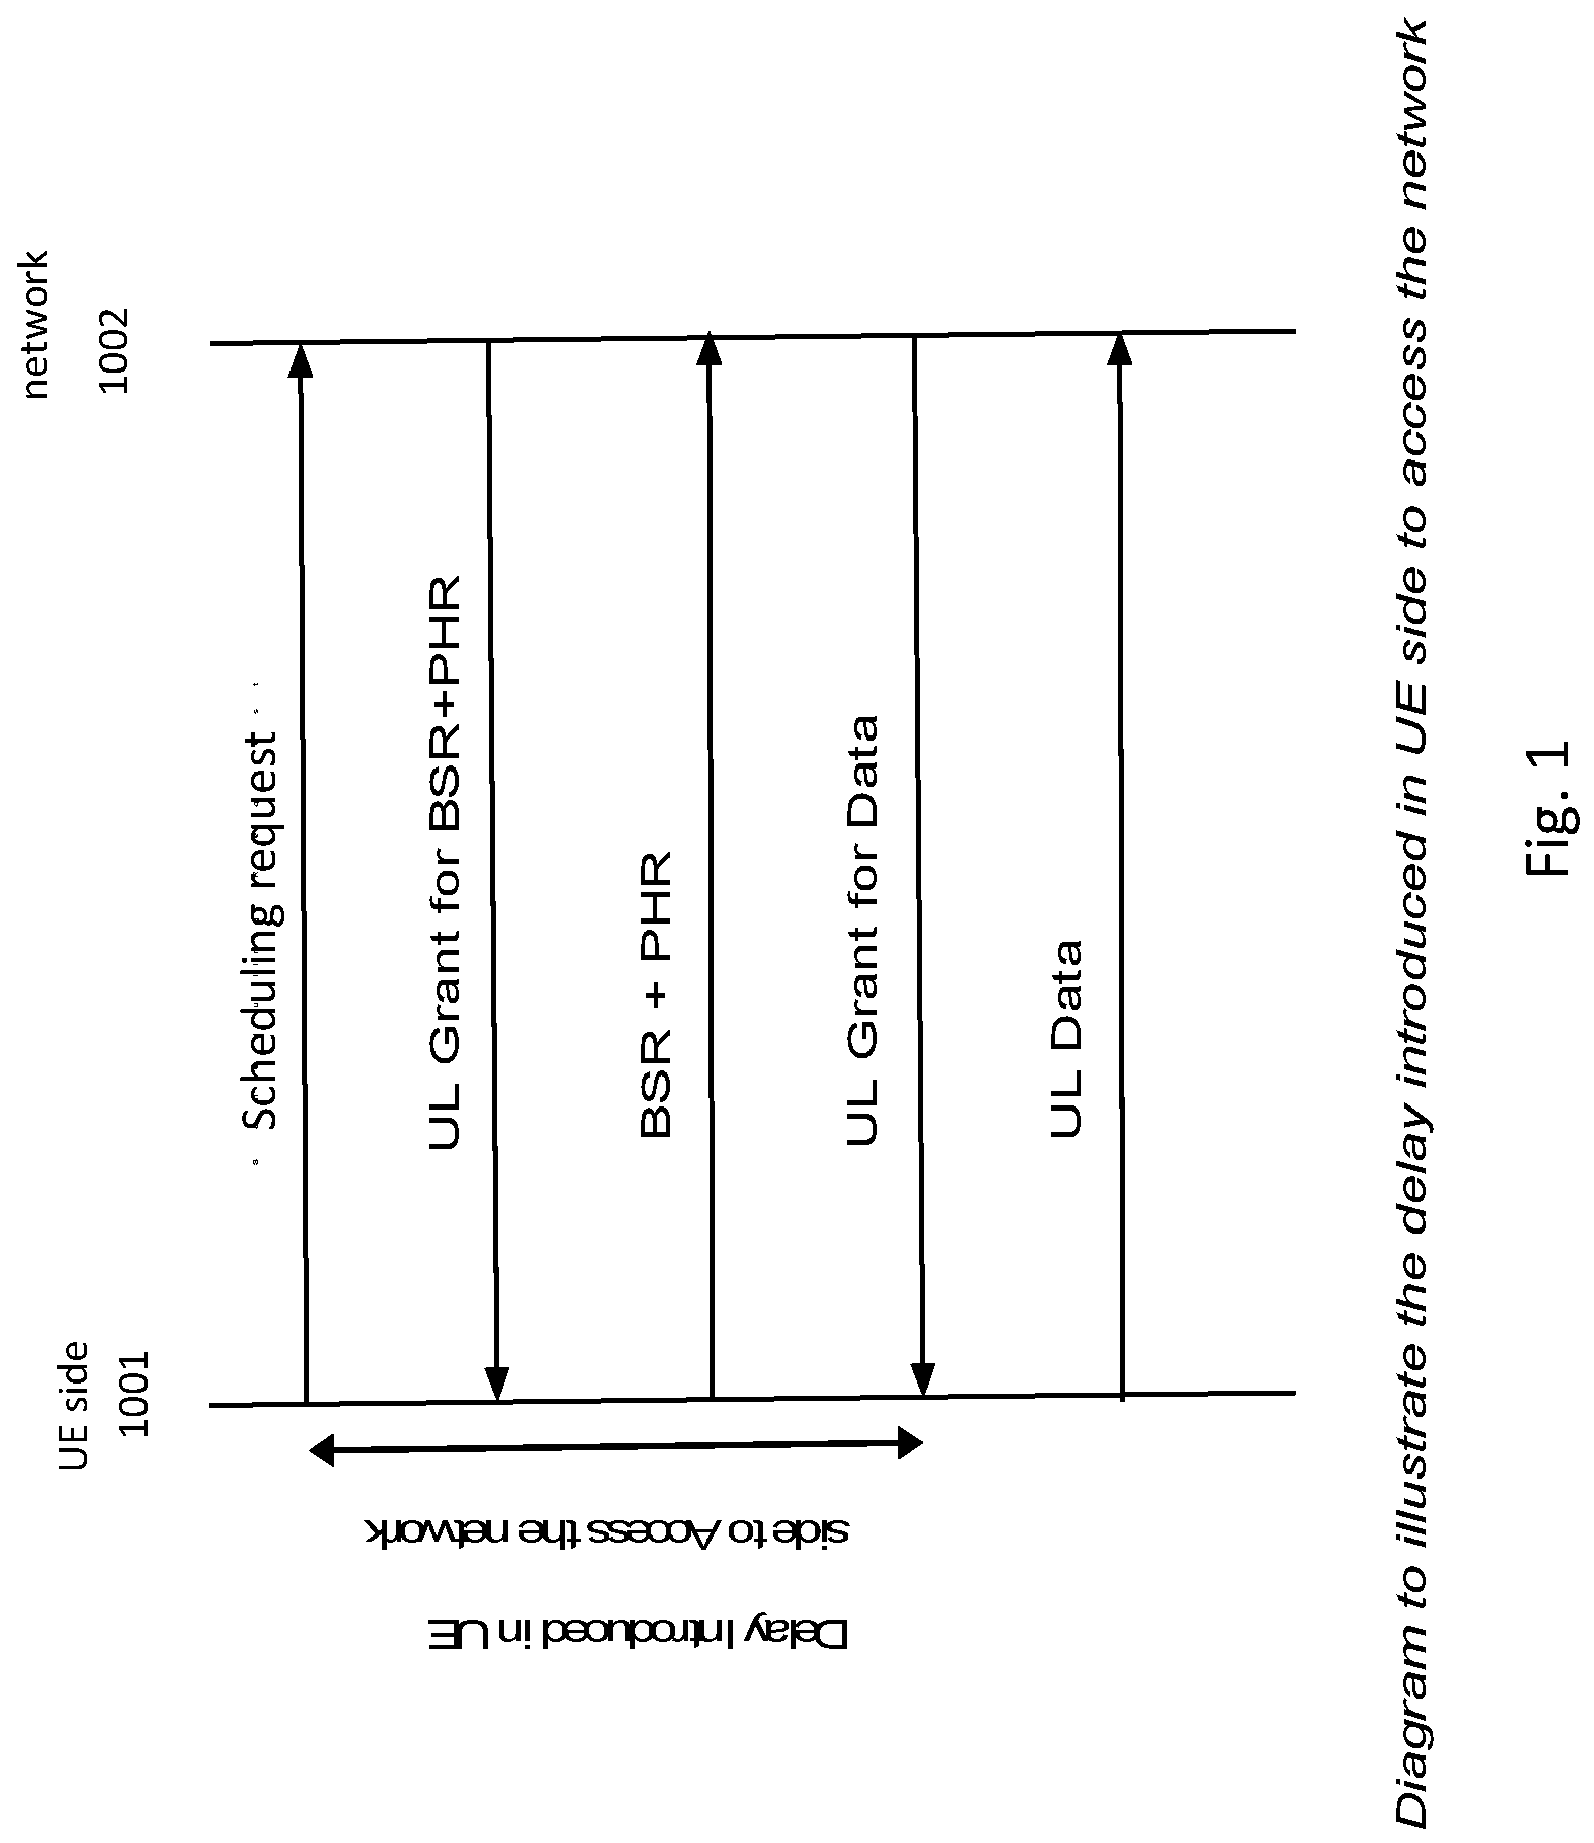 UE side
1001
network
1002
Scheduling request
UL Grant for BSR+PHR
BSR + PHR
UL Grant for Data
UL Data
Delay Introduced in UE
side to Access the network
Diagram to illustrate the delay introduced in UE side to access the network
Fig. 1